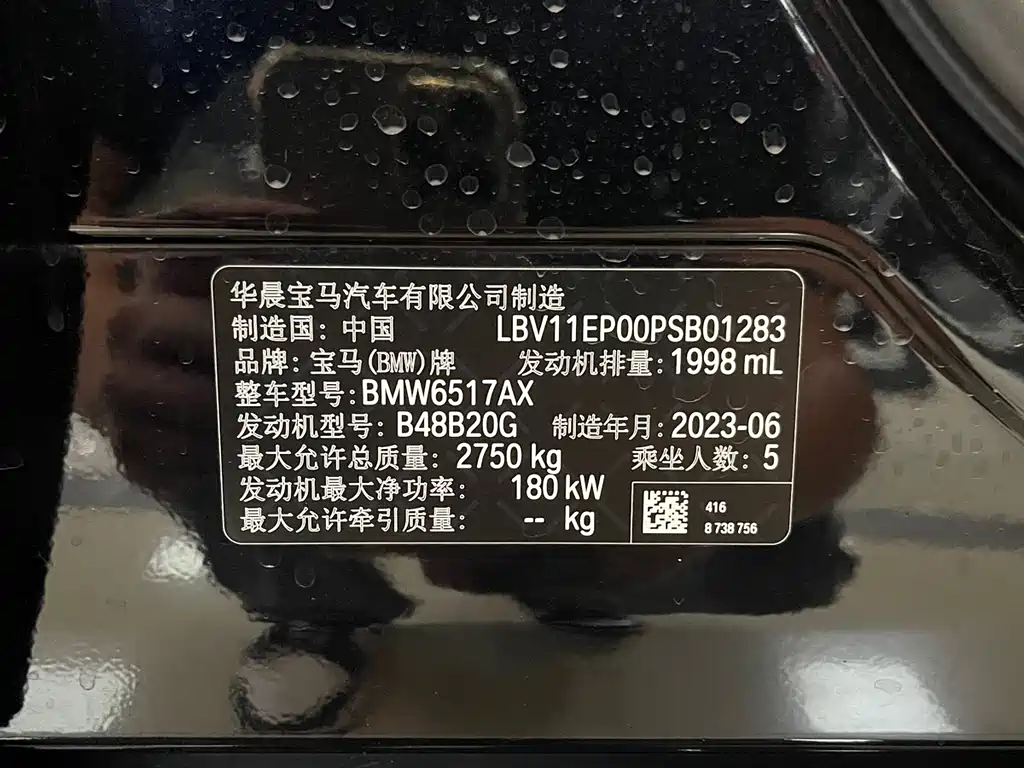 华晨宝马汽车有限公司制造
制造国：中国 LBV11EP00PSB01283
品牌：宝马(BMW)牌 发动机排量：1998 mL
整车型号：BMW6517AX
发动机型号：B48B20G 制造年月：2023-06
最大允许总质量：2750 kg 乘坐人数：5
发动机最大净功率：180 kW
最大允许牵引质量：-- kg
416
8 738 756